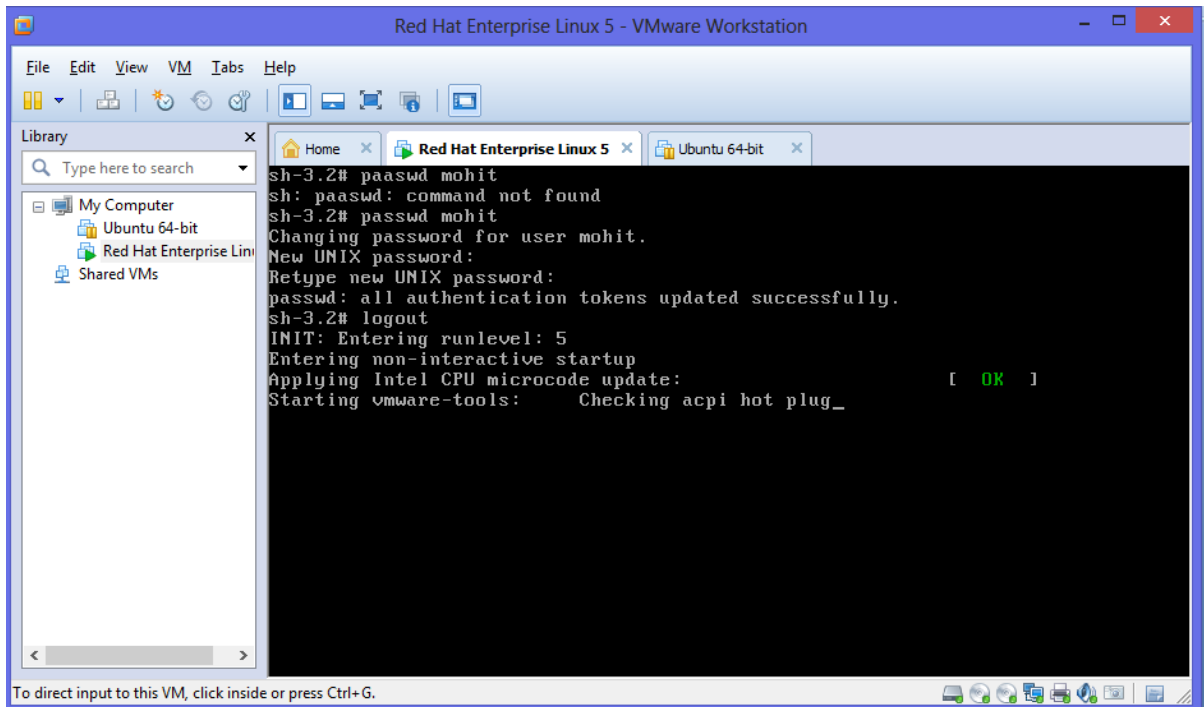 Red Hat Enterprise Linux 5 - VMware Workstation
File Edit View VM Tabs Help
Library
Type here to search
My Computer
Ubuntu 64-bit
Red Hat Enterprise Linu
Shared VMs
Home Red Hat Enterprise Linux 5 Ubuntu 64-bit
sh-3.2# paaswd mohit
sh: paaswd: command not found
sh-3.2# passwd mohit
Changing password for user mohit.
New UNIX password:
Retype new UNIX password:
passwd: all authentication tokens updated successfully.
sh-3.2# logout
INIT: Entering runlevel: 5
Entering non-interactive startup
Applying Intel CPU microcode update: [ OK ]
Starting vmware-tools: Checking acpi hot plug_
To direct input to this VM, click inside or press Ctrl+G.